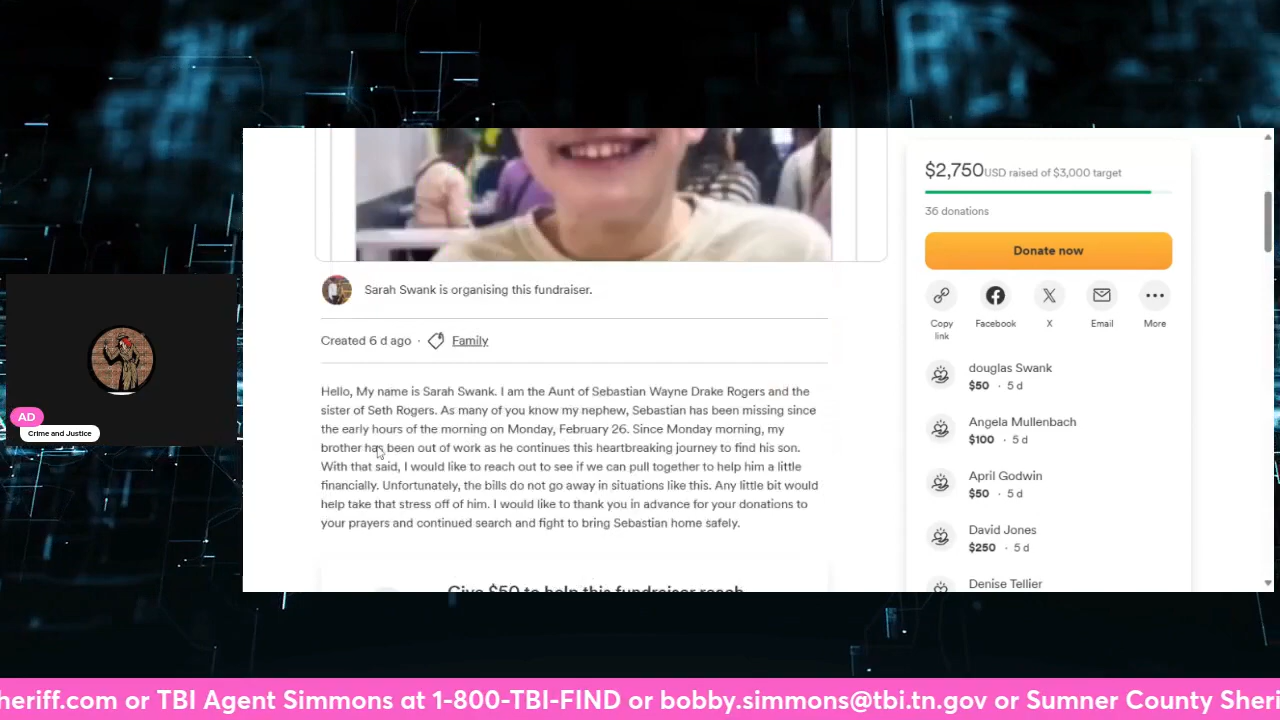 $2,750 USD raised of $3,000 target
36 donations
Donate now
Copy link
Facebook
X
Email
More
douglas Swank
$50 · 5 d
Angela Mullenbach
$100 · 5 d
April Godwin
$50 · 5 d
David Jones
$250 · 5 d
Denise Tellier
Sarah Swank is organising this fundraiser.
Created 6 d ago · Family
Hello, My name is Sarah Swank. I am the Aunt of Sebastian Wayne Drake Rogers and the
sister of Seth Rogers. As many of you know my nephew, Sebastian has been missing since
the early hours of the morning on Monday, February 26. Since Monday morning, my
brother has been out of work as he continues this heartbreaking journey to find his son.
With that said, I would like to reach out to see if we can pull together to help him a little
financially. Unfortunately, the bills do not go away in situations like this. Any little bit would
help take that stress off of him. I would like to thank you in advance for your donations to
your prayers and continued search and fight to bring Sebastian home safely.
Give $50 to help this fundraiser reach
AD
Crime and Justice
heriff.com or TBI Agent Simmons at 1-800-TBI-FIND or bobby.simmons@tbi.tn.gov or Sumner County Sheri